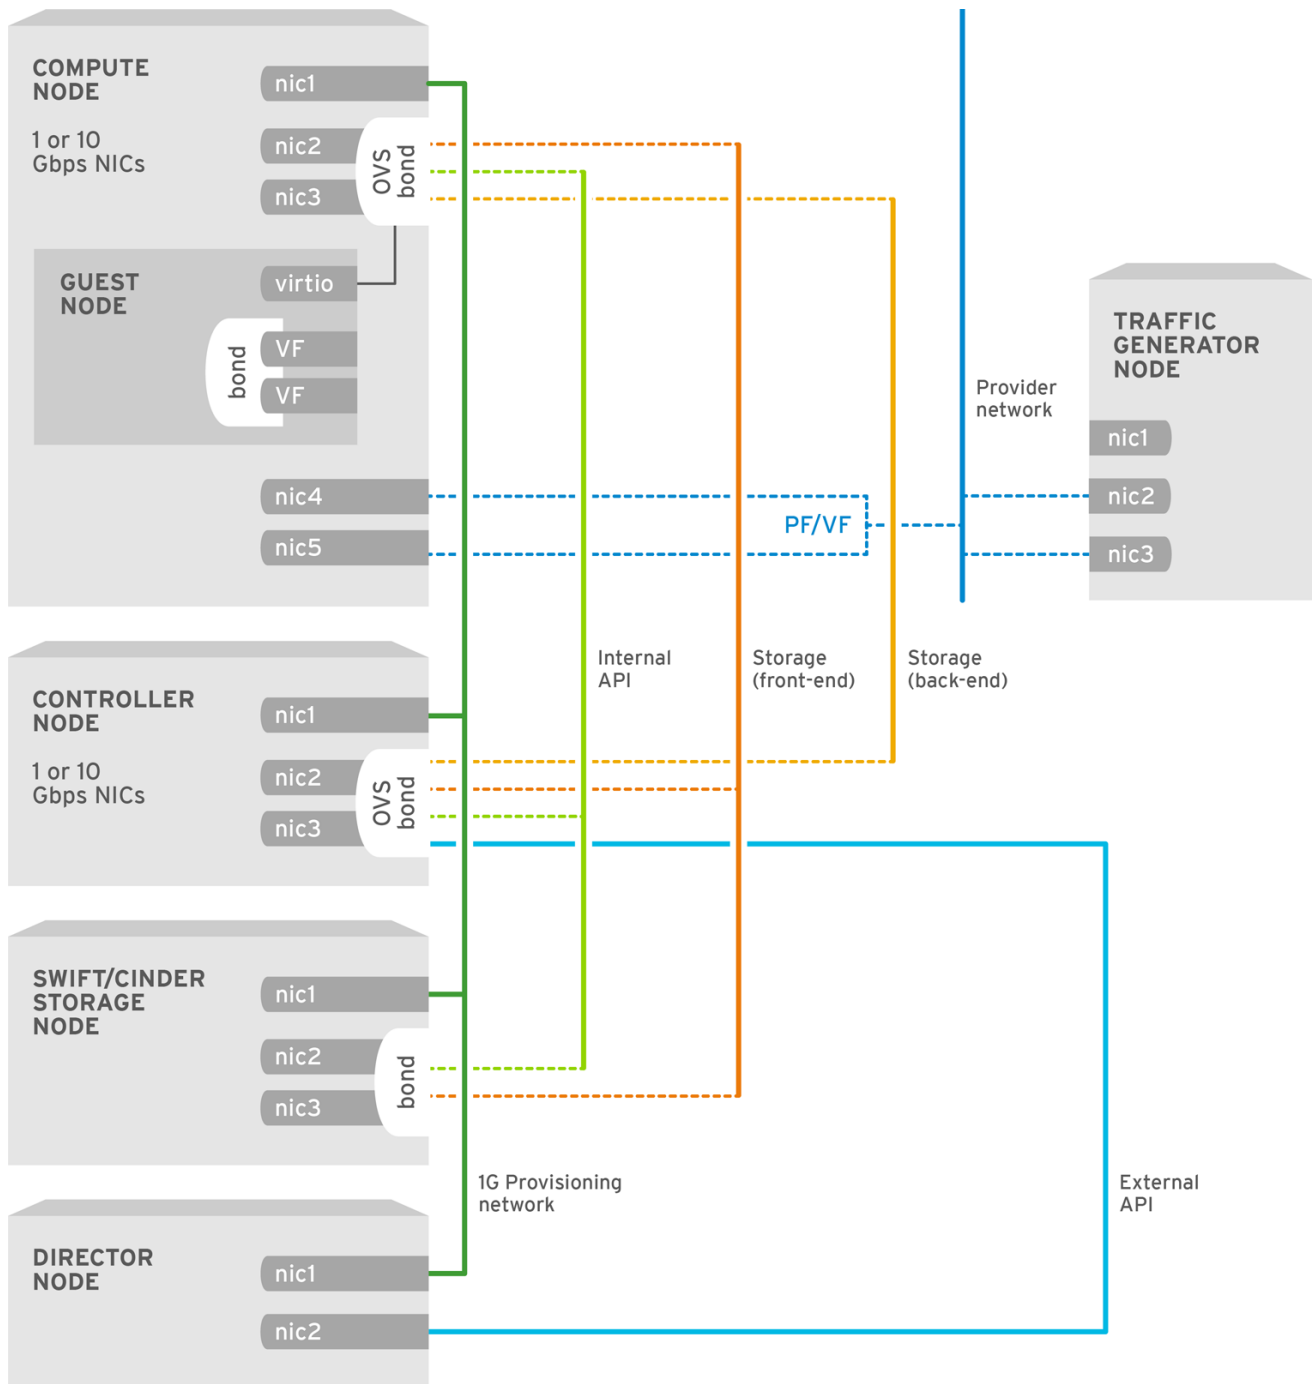 COMPUTE
NODE
1 or 10
Gbps NICs
nic1
nic2
nic3
OVS
bond
GUEST
NODE
virtio
bond
VF
VF
nic4
nic5
PF/VF
Provider
network
TRAFFIC
GENERATOR
NODE
nic1
nic2
nic3
Internal
API
Storage
(front-end)
Storage
(back-end)
CONTROLLER
NODE
1 or 10
Gbps NICs
nic1
nic2
nic3
OVS
bond
SWIFT/CINDER
STORAGE
NODE
nic1
nic2
nic3
bond
1G Provisioning
network
External
API
DIRECTOR
NODE
nic1
nic2